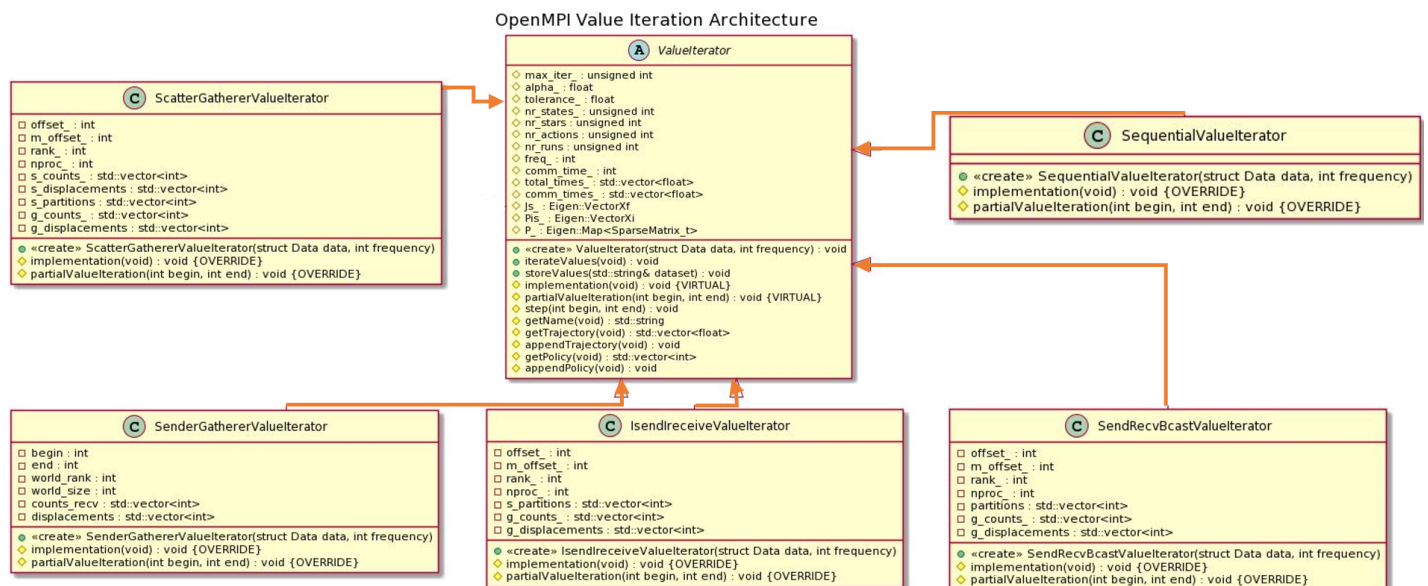 OpenMPI Value Iteration Architecture
A ValueIterator
max_iter_ : unsigned int
alpha_ : float
tolerance_ : float
nr_states_ : unsigned int
nr_stars : unsigned int
nr_actions : unsigned int
nr_runs : unsigned int
freq_ : int
comm_time_ : int
total_times_ : std::vector<float>
comm_times_ : std::vector<float>
Js_ : Eigen::VectorXf
Pis_ : Eigen::VectorXi
P_ : Eigen::Map<SparseMatrix_t>
«create» ValueIterator(struct Data data, int frequency) : void
iterateValues(void) : void
storeValues(std::string& dataset) : void
implementation(void) : void {VIRTUAL}
partialValueIteration(int begin, int end) : void {VIRTUAL}
step(int begin, int end) : void
getName(void) : std::string
getTrajectory(void) : std::vector<float>
appendTrajectory(void) : void
getPolicy(void) : std::vector<int>
appendPolicy(void) : void
C ScatterGathererValueIterator
offset_ : int
m_offset_ : int
rank_ : int
nproc_ : int
s_counts_ : std::vector<int>
s_displacements : std::vector<int>
s_partitions : std::vector<int>
g_counts_ : std::vector<int>
g_displacements : std::vector<int>
«create» ScatterGathererValueIterator(struct Data data, int frequency)
implementation(void) : void {OVERRIDE}
partialValueIteration(int begin, int end) : void {OVERRIDE}
C SequentialValueIterator
«create» SequentialValueIterator(struct Data data, int frequency)
implementation(void) : void {OVERRIDE}
partialValueIteration(int begin, int end) : void {OVERRIDE}
C SenderGathererValueIterator
begin : int
end : int
world_rank : int
world_size : int
counts_recv : std::vector<int>
displacements : std::vector<int>
«create» SenderGathererValueIterator(struct Data data, int frequency)
implementation(void) : void {OVERRIDE}
partialValueIteration(int begin, int end) : void {OVERRIDE}
C IsendIreceiveValueIterator
offset_ : int
m_offset_ : int
rank_ : int
nproc_ : int
s_partitions : std::vector<int>
g_counts_ : std::vector<int>
g_displacements : std::vector<int>
«create» IsendIreceiveValueIterator(struct Data data, int frequency)
implementation(void) : void {OVERRIDE}
partialValueIteration(int begin, int end) : void {OVERRIDE}
C SendRecvBcastValueIterator
offset_ : int
m_offset_ : int
rank_ : int
nproc_ : int
partitions : std::vector<int>
g_counts_ : std::vector<int>
g_displacements : std::vector<int>
«create» SendRecvBcastValueIterator(struct Data data, int frequency)
implementation(void) : void {OVERRIDE}
partialValueIteration(int begin, int end) : void {OVERRIDE}